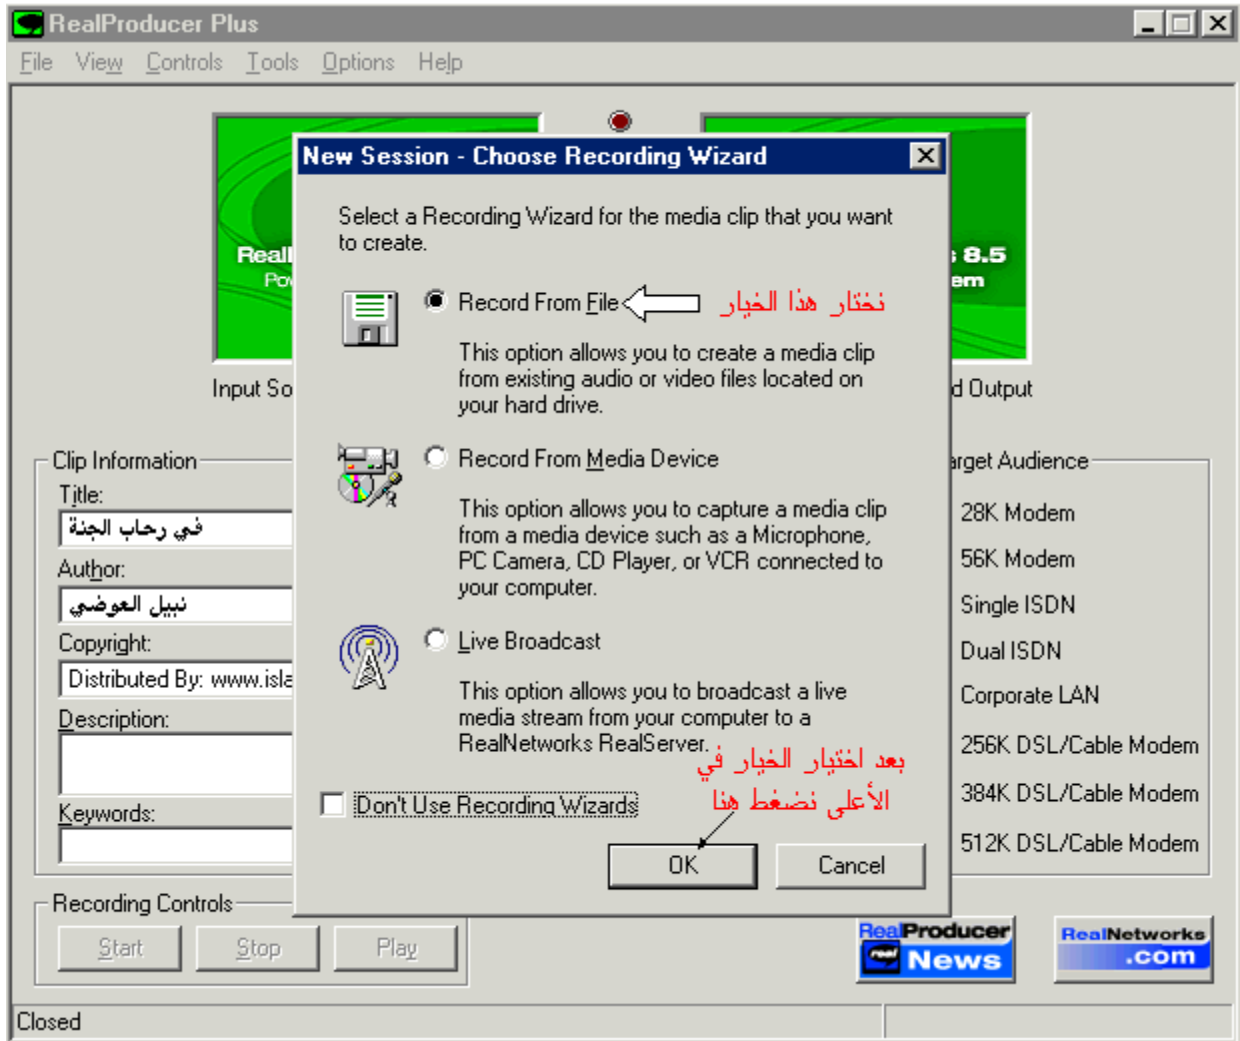 RealProducer Plus
File View Controls Tools Options Help
New Session - Choose Recording Wizard
Select a Recording Wizard for the media clip that you want
to create.
Record From File
نختار هذا الخيار
This option allows you to create a media clip
from existing audio or video files located on
your hard drive.
Record From Media Device
This option allows you to capture a media clip
from a media device such as a Microphone,
PC Camera, CD Player, or VCR connected to
your computer.
Live Broadcast
This option allows you to broadcast a live
media stream from your computer to a
RealNetworks RealServer.
بعد اختيار الخيار في
الأعلى نضغط هنا
Don't Use Recording Wizards
OK
Cancel
8.5
Input
d Output
Clip Information
Title:
في رحاب الجنة
Author:
نبيل العوضي
Copyright:
Distributed By: www.isla
Description:
Keywords:
Audience
28K Modem
56K Modem
Single ISDN
Dual ISDN
Corporate LAN
256K DSL/Cable Modem
384K DSL/Cable Modem
512K DSL/Cable Modem
Recording Controls
Start
Stop
Play
RealProducer
real
News
RealNetworks
.com
Closed